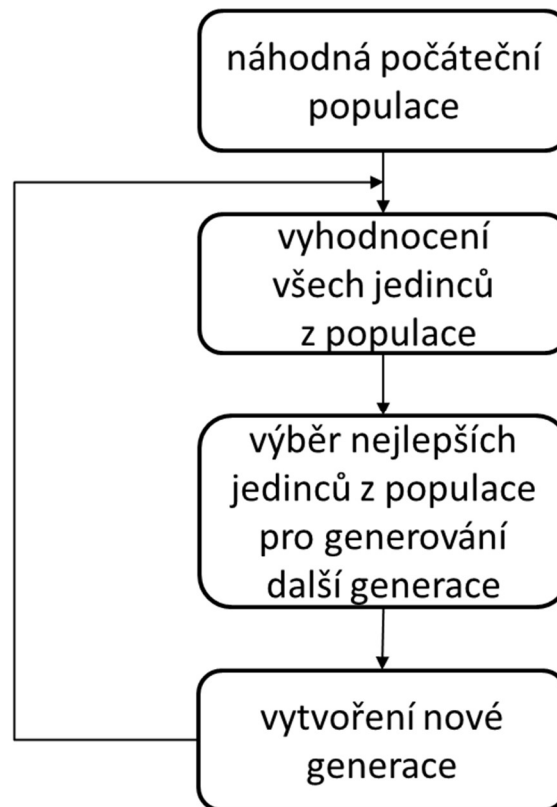 náhodná počáteční
populace
vyhodnocení
všech jedinců
z populace
výběr nejlepších
jedinců z populace
pro generování
další generace
vytvoření nové
generace